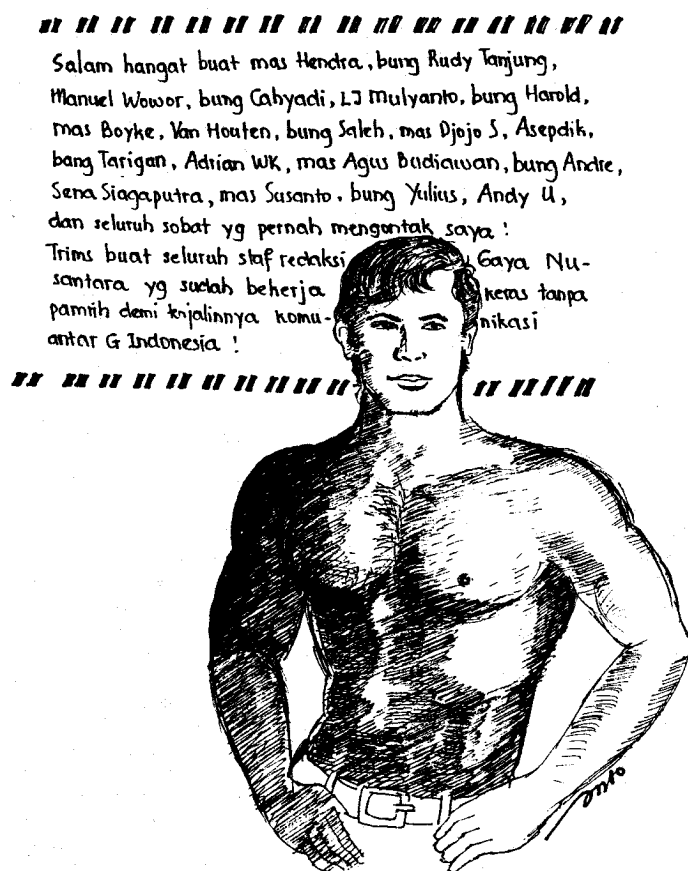 Salam hangat buat mas Hendra, bung Rudy Tanjung,
Manuel Wowor, bung Cahyadi, LJ Mulyanto, bung Harold,
mas Boyke, Van Houten, bung Saleh, mas Djojo S, Asepdik,
bang Tarigan, Adrian WK, mas Agus Budiawan, bung Andre,
Sena Siagaputra, mas Susanto, bung Yulius, Andy U,
dan seluruh sobat yg pernah mengontak saya !
Trims buat seluruh staf redaksi Gaya Nu-
santara yg sudah bekerja keras tanpa
pamrih demi terjalinnya komu- nikasi
antar G Indonesia !
anto